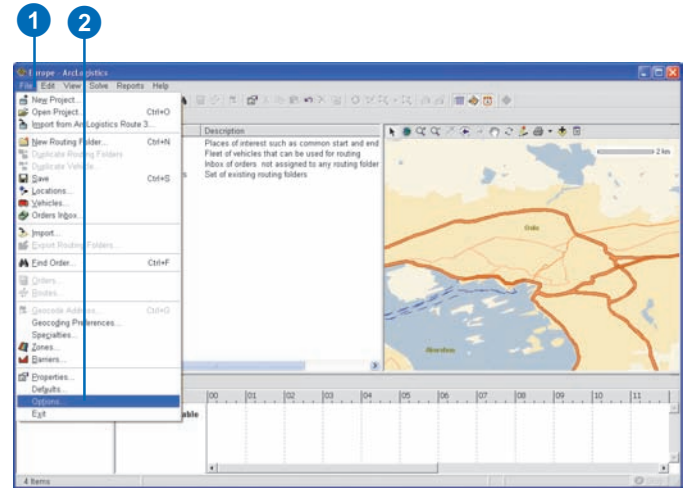 1 2
Europe - ArcLogistics
File Edit View Solve Reports Help
New Project...
Open Project... Ctrl+O
Import from ArcLogistics Route 3...
New Routing Folder... Ctrl+N
Duplicate Routing Folders
Duplicate Vehicle...
Save Ctrl+S
Locations...
Vehicles...
Orders Inbox...
Import...
Export Routing Folders...
Find Order... Ctrl+F
Orders...
Routes...
Geocode Address... Ctrl+G
Geocoding Preferences...
Specialties...
Zones...
Barriers...
Properties...
Defaults...
Options...
Exit
Description
Places of interest such as common start and end
Fleet of vehicles that can be used for routing
Inbox of orders not assigned to any routing folder
Set of existing routing folders
2 km
Oslo
00 01 02 03 04 05 06 07 08 09 10 11
able
4 Items